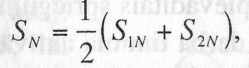 S_N = \frac{1}{2}(S_{1N} + S_{2N}),